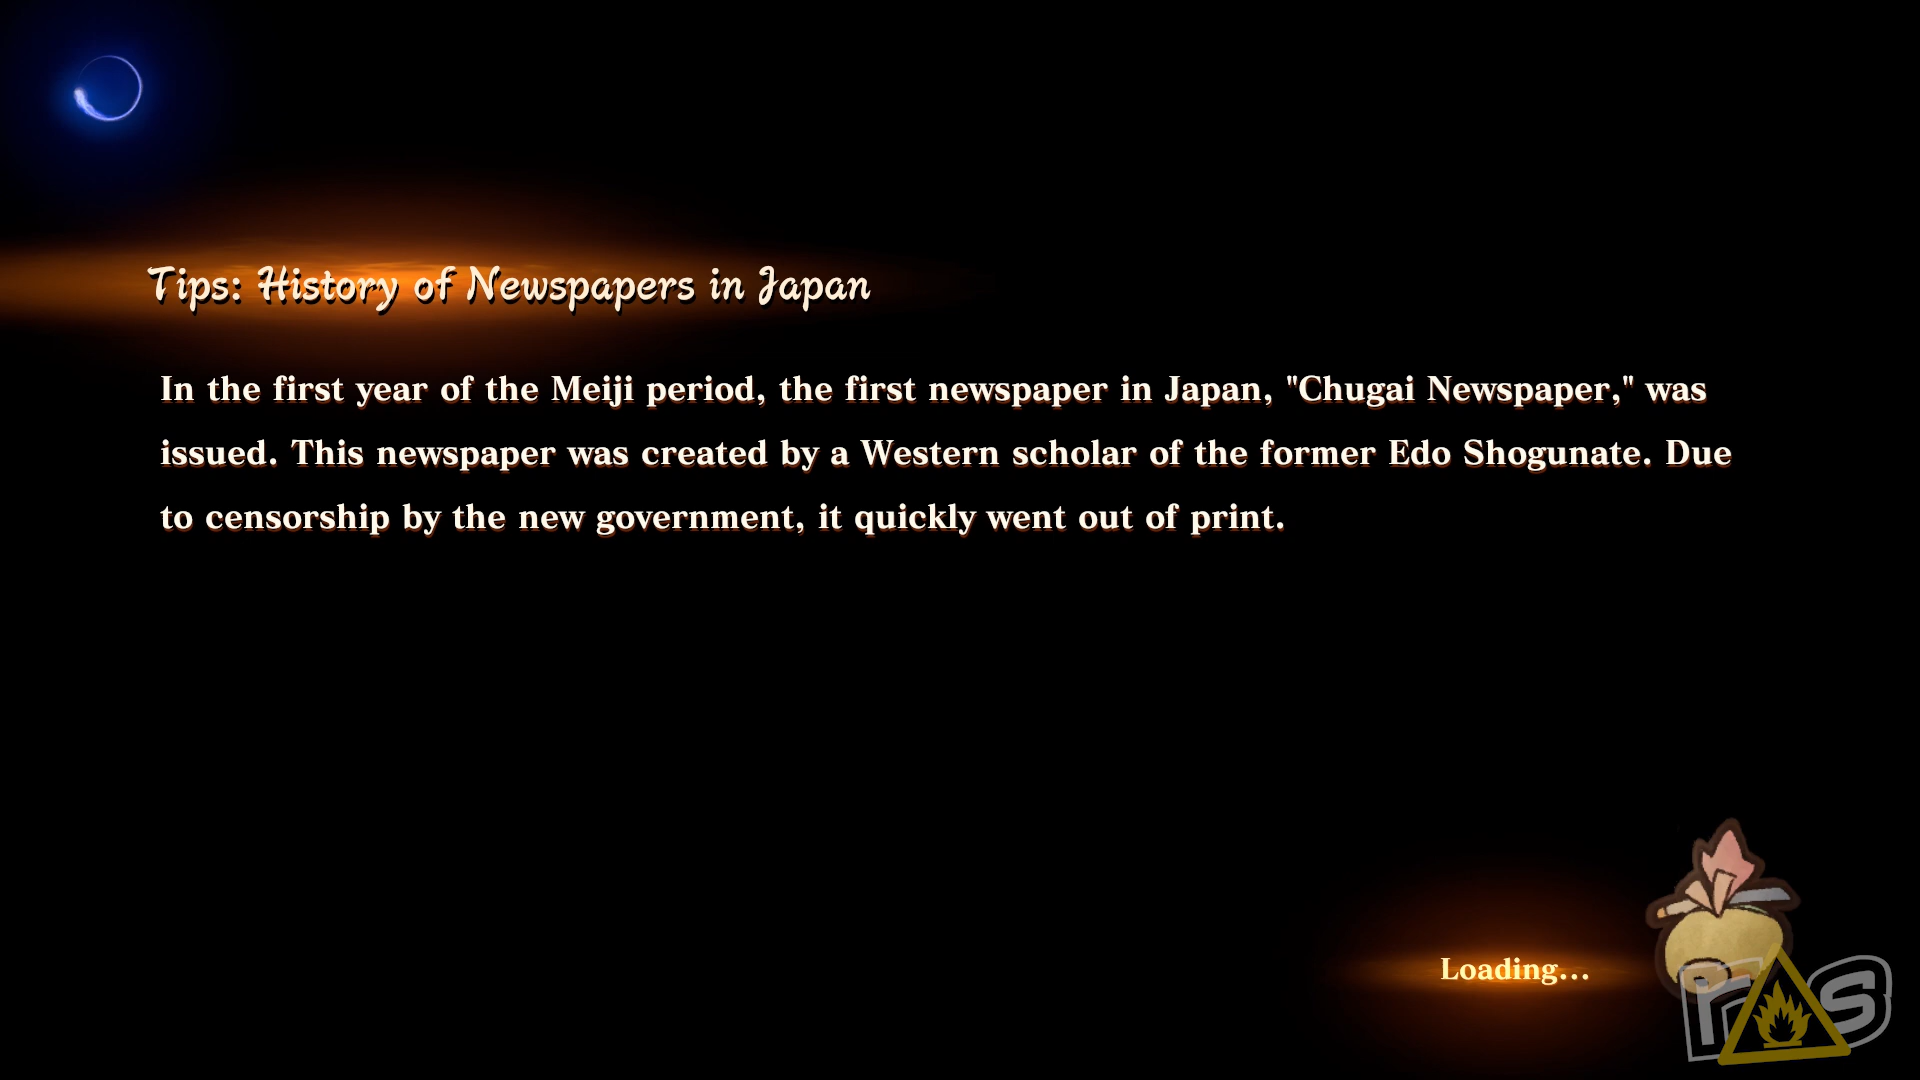 Tips: History of Newspapers in Japan
In the first year of the Meiji period, the first newspaper in Japan, "Chugai Newspaper," was
issued. This newspaper was created by a Western scholar of the former Edo Shogunate. Due
to censorship by the new government, it quickly went out of print.
Loading...